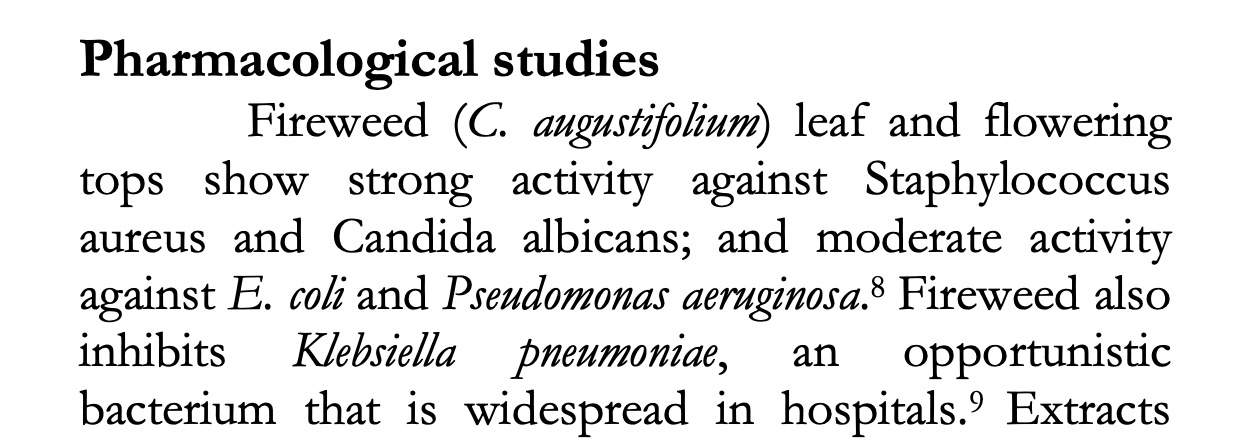 Pharmacological studies
Fireweed (C. augustifolium) leaf and flowering
tops show strong activity against Staphylococcus
aureus and Candida albicans; and moderate activity
against E. coli and Pseudomonas aeruginosa.⁸ Fireweed also
inhibits Klebsiella pneumoniae, an opportunistic
bacterium that is widespread in hospitals.⁹ Extracts